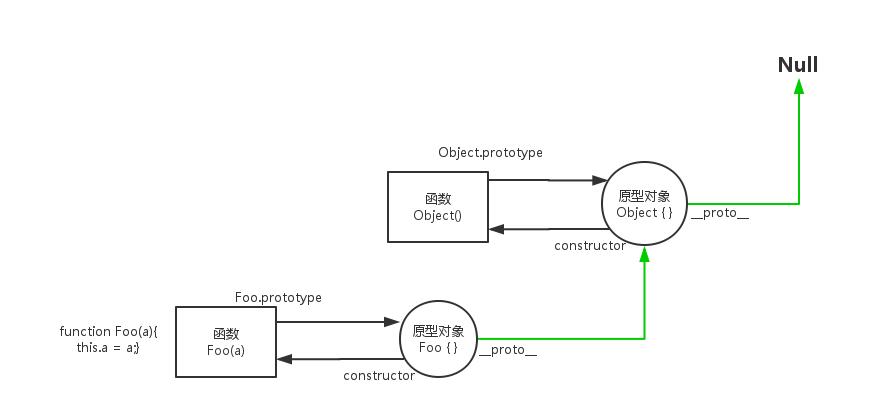 Null
Object.prototype
函数
Object()
原型对象
Object { }
__proto__
constructor
Foo.prototype
function Foo(a){
this.a = a;}
函数
Foo(a)
原型对象
Foo { }
__proto__
constructor